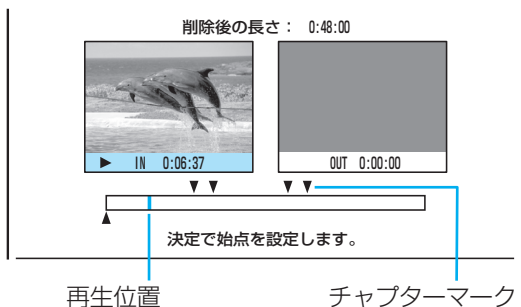 削除後の長さ： 0:48:00
▶ IN 0:06:37
OUT 0:00:00
決定で始点を設定します。
再生位置
チャプターマーク